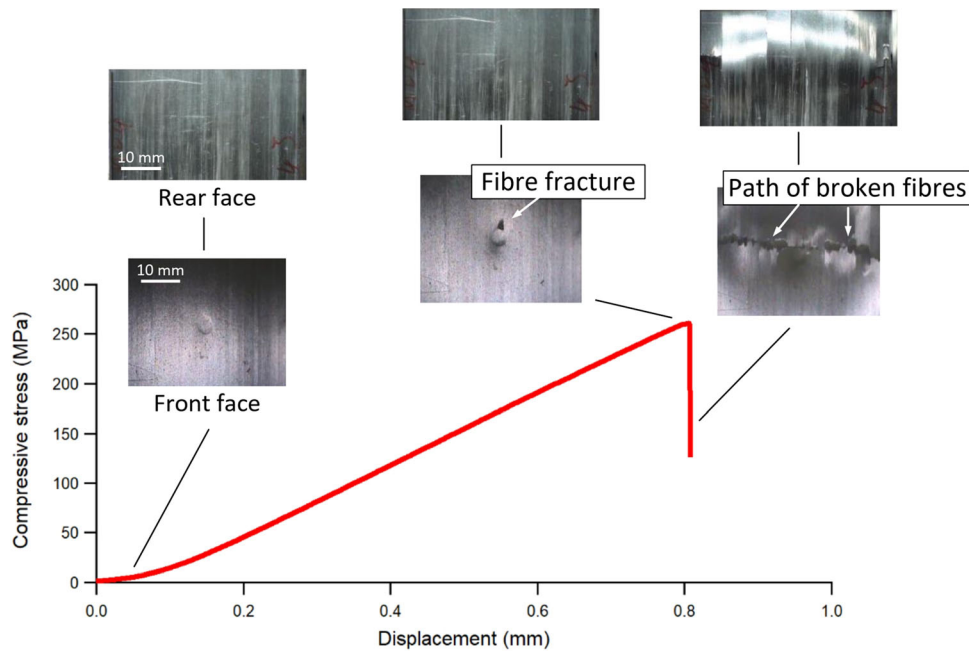 10 mm
Rear face
10 mm
Front face
Fibre fracture
Path of broken fibres
Compressive stress (MPa)
300
250
200
150
100
50
0
0.0
0.2
0.4
0.6
0.8
1.0
Displacement (mm)